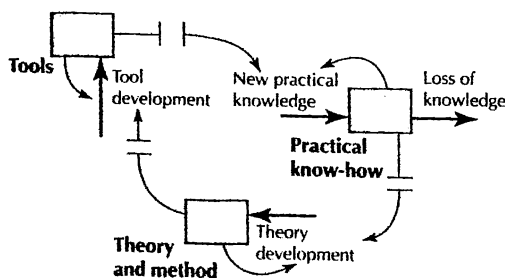 Tools
Tool
development
New practical
knowledge
Loss of
knowledge
Practical
know-how
Theory
and method
Theory
development